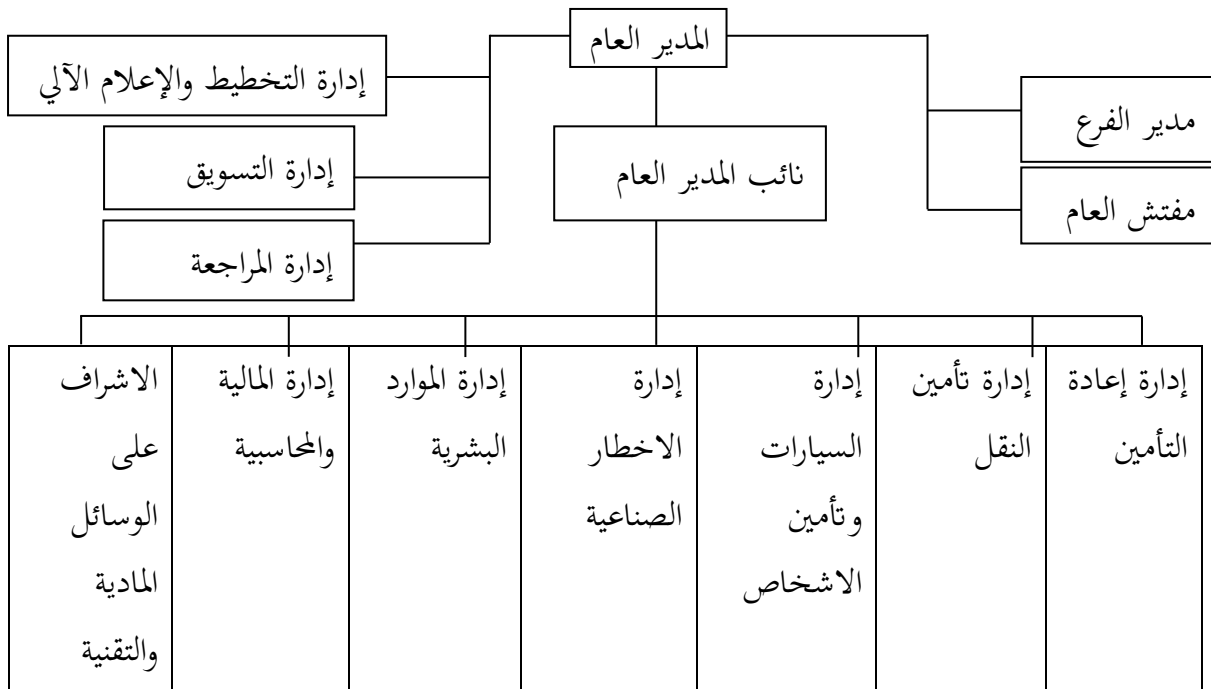 المدير العام
إدارة التخطيط والإعلام الآلي
مدير الفرع
نائب المدير العام
إدارة التسويق
مفتش العام
إدارة المراجعة
إدارة إعادة
التأمين
إدارة تأمين
النقل
إدارة
السيارات
وتأمين
الاشخاص
إدارة
الاخطار
الصناعية
إدارة الموارد
البشرية
إدارة المالية
والمحاسبية
الاشراف
على
الوسائل
المادية
والتقنية